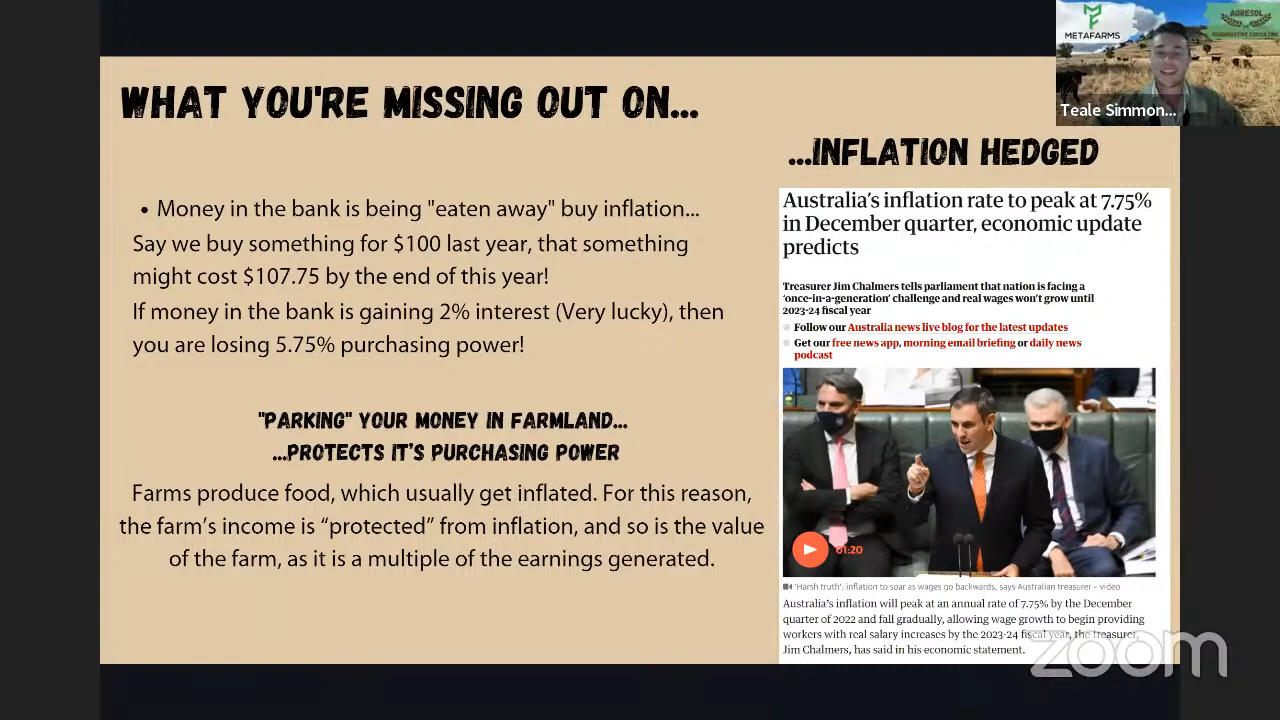 METAFARMS
AGRESOL
REGENERATIVE CONSULTING
Teale Simmon...
WHAT YOU'RE MISSING OUT ON...
...INFLATION HEDGED
• Money in the bank is being "eaten away" buy inflation...
Say we buy something for $100 last year, that something
might cost $107.75 by the end of this year!
If money in the bank is gaining 2% interest (Very lucky), then
you are losing 5.75% purchasing power!
"PARKING" YOUR MONEY IN FARMLAND...
...PROTECTS IT'S PURCHASING POWER
Farms produce food, which usually get inflated. For this reason,
the farm's income is “protected” from inflation, and so is the value
of the farm, as it is a multiple of the earnings generated.
Australia's inflation rate to peak at 7.75%
in December quarter, economic update
predicts
Treasurer Jim Chalmers tells parliament that nation is facing a
‘once-in-a-generation’ challenge and real wages won't grow until
2023-24 fiscal year
Follow our Australia news live blog for the latest updates
Get our free news app, morning email briefing or daily news
podcast
01:20
'Harsh truth': inflation to soar as wages go backwards, says Australian treasurer – video
Australia's inflation will peak at an annual rate of 7.75% by the December
quarter of 2022 and fall gradually, allowing wage growth to begin providing
workers with real salary increases by the 2023-24 fiscal year, the treasurer,
Jim Chalmers, has said in his economic statement.
zoom